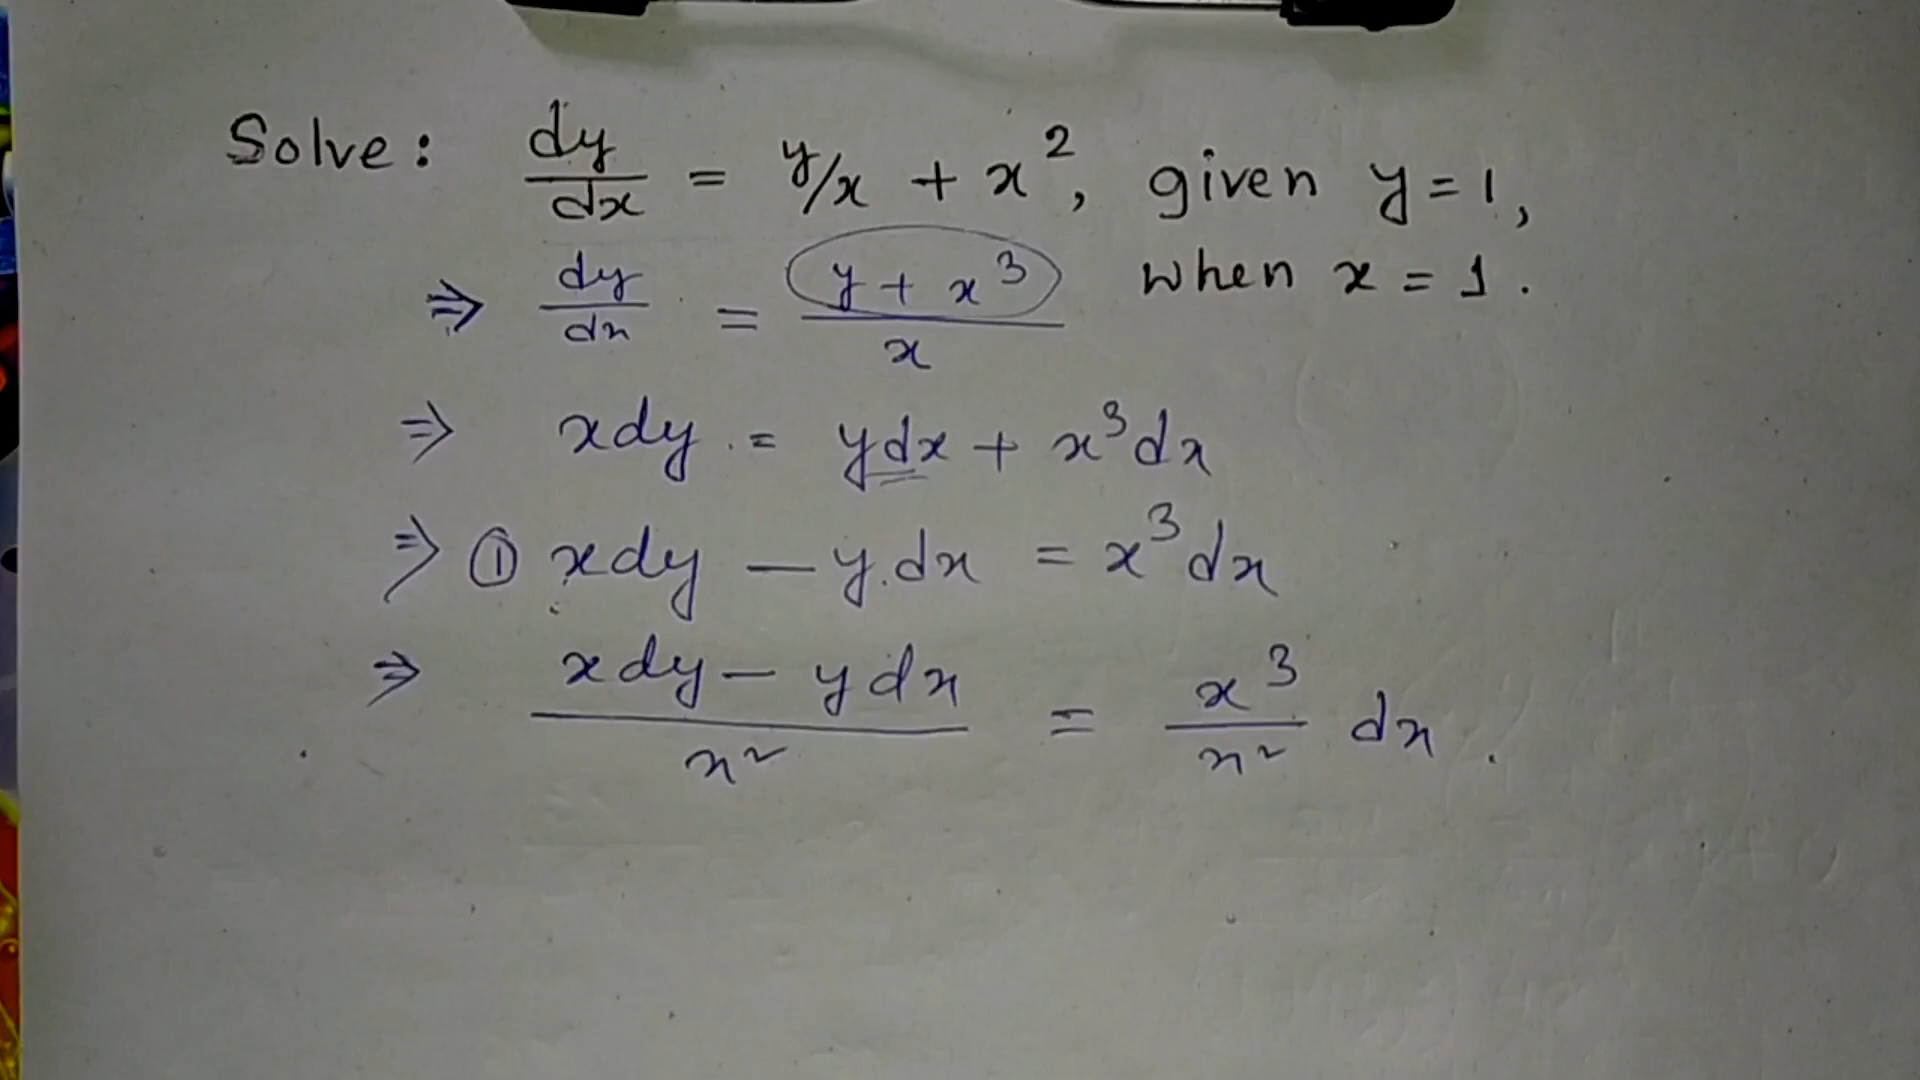 Solve: dy/dx = y/x + x², given y=1,
⇒ dy/dx = (y + x³)/x when x = 1.
⇒ xdy = ydx + x³dx
⇒ ① xdy — y.dx = x³dx
⇒ (xdy — ydx)/x² = x³/x² dx.